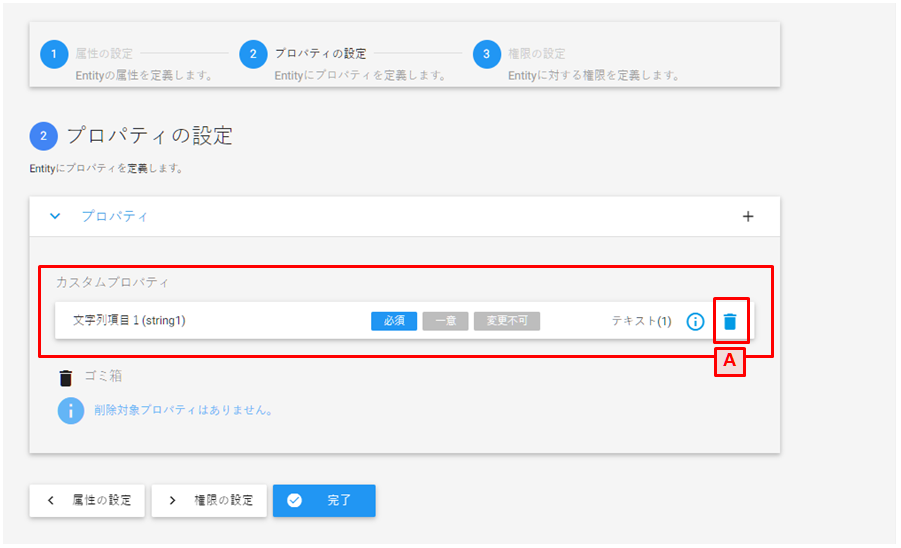 1 属性の設定
Entityの属性を定義します。
2 プロパティの設定
Entityにプロパティを定義します。
3 権限の設定
Entityに対する権限を定義します。
2 プロパティの設定
Entityにプロパティを定義します。
プロパティ
カスタムプロパティ
文字列項目1(string1) 必須 一意 変更不可 テキスト(1)
A
ゴミ箱
削除対象プロパティはありません。
属性の設定 権限の設定 完了